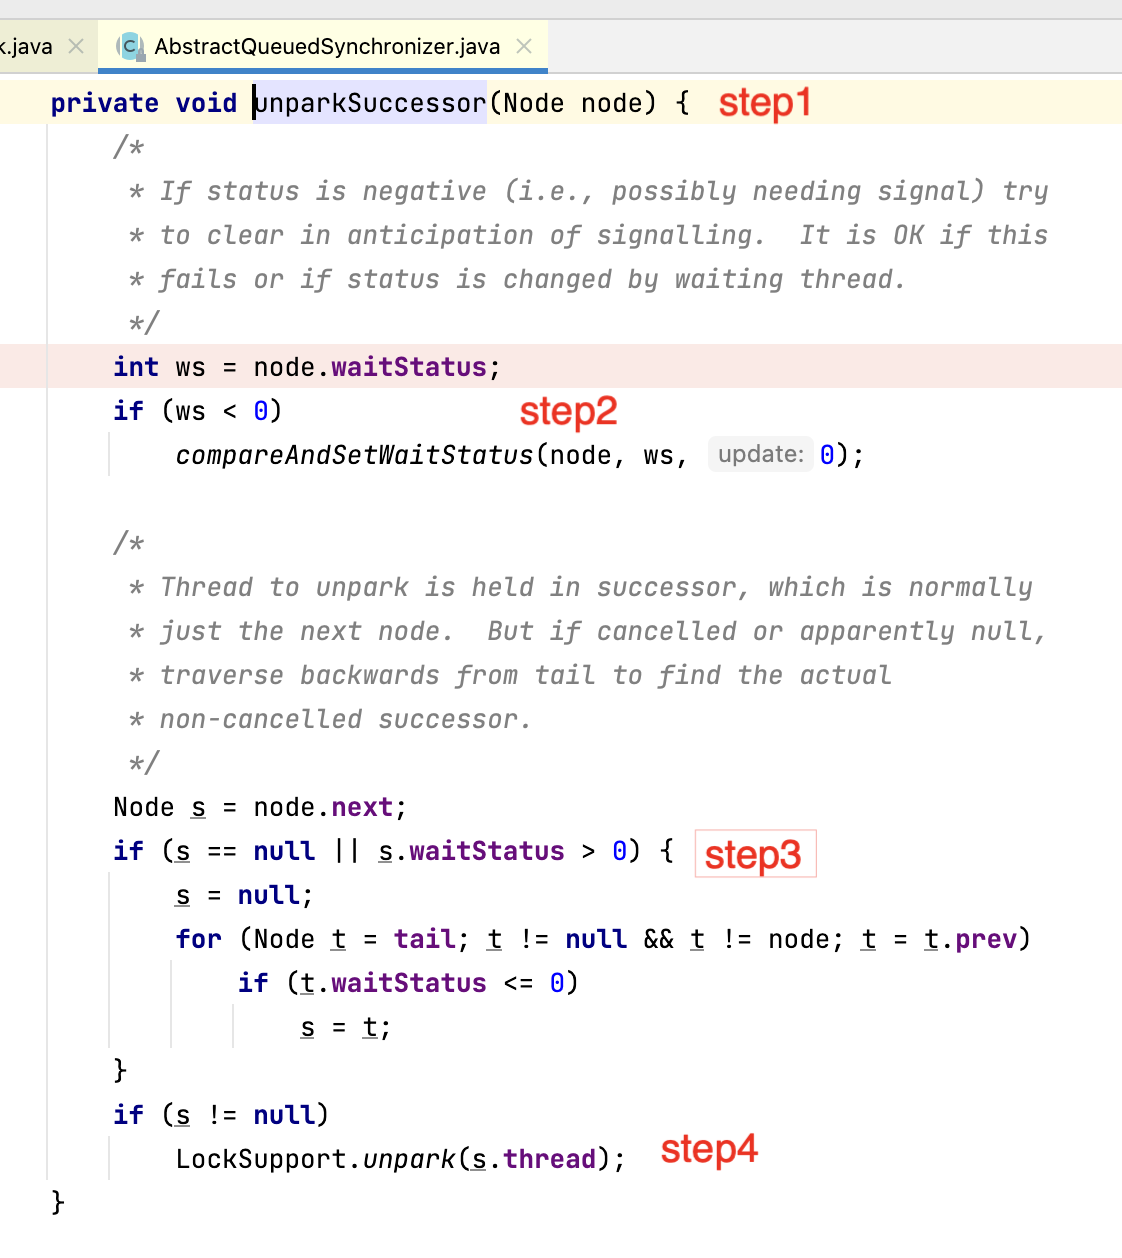 k.java × C AbstractQueuedSynchronizer.java ×
private void unparkSuccessor(Node node) { step1
/*
* If status is negative (i.e., possibly needing signal) try
* to clear in anticipation of signalling.  It is OK if this
* fails or if status is changed by waiting thread.
*/
int ws = node.waitStatus;
if (ws < 0) step2
compareAndSetWaitStatus(node, ws, update: 0);
/*
* Thread to unpark is held in successor, which is normally
* just the next node.  But if cancelled or apparently null,
* traverse backwards from tail to find the actual
* non-cancelled successor.
*/
Node s = node.next;
if (s == null || s.waitStatus > 0) { step3
s = null;
for (Node t = tail; t != null && t != node; t = t.prev)
if (t.waitStatus <= 0)
s = t;
}
if (s != null)
LockSupport.unpark(s.thread); step4
}